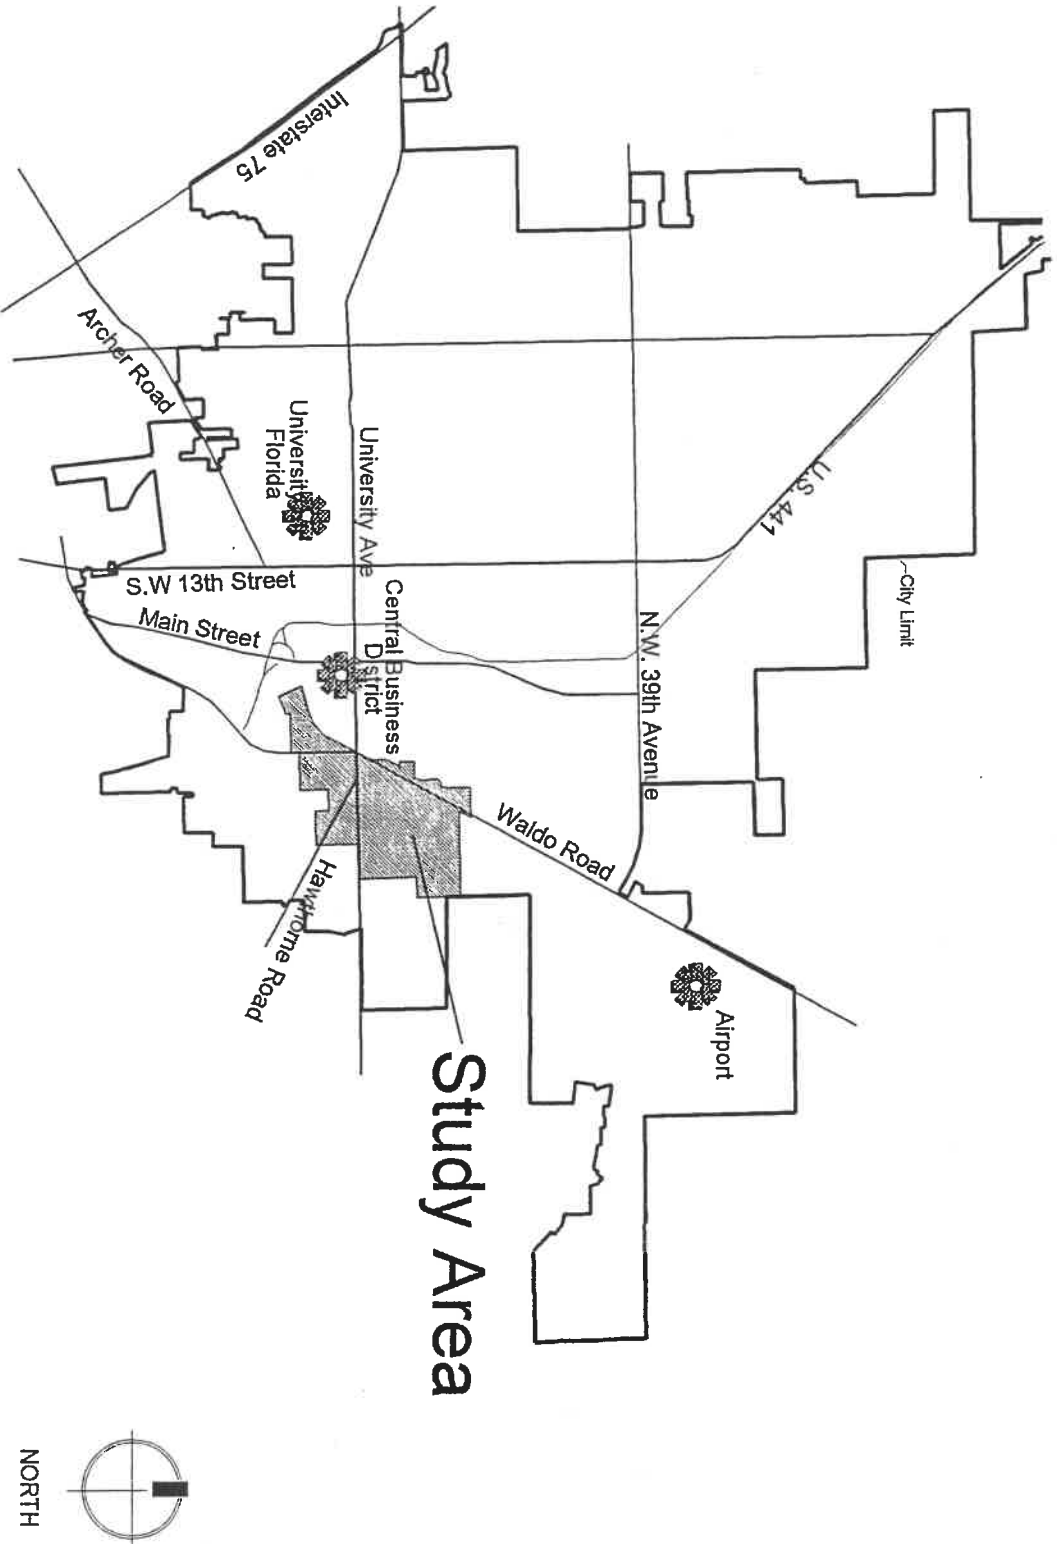 Interstate 75
Archer Road
University
Florida
University Ave
S.W 13th Street
Main Street
Central Business
District
U.S. 441
City Limit
N.W. 39th Avenue
Waldo Road
Hawthorne Road
Airport
Study Area
NORTH